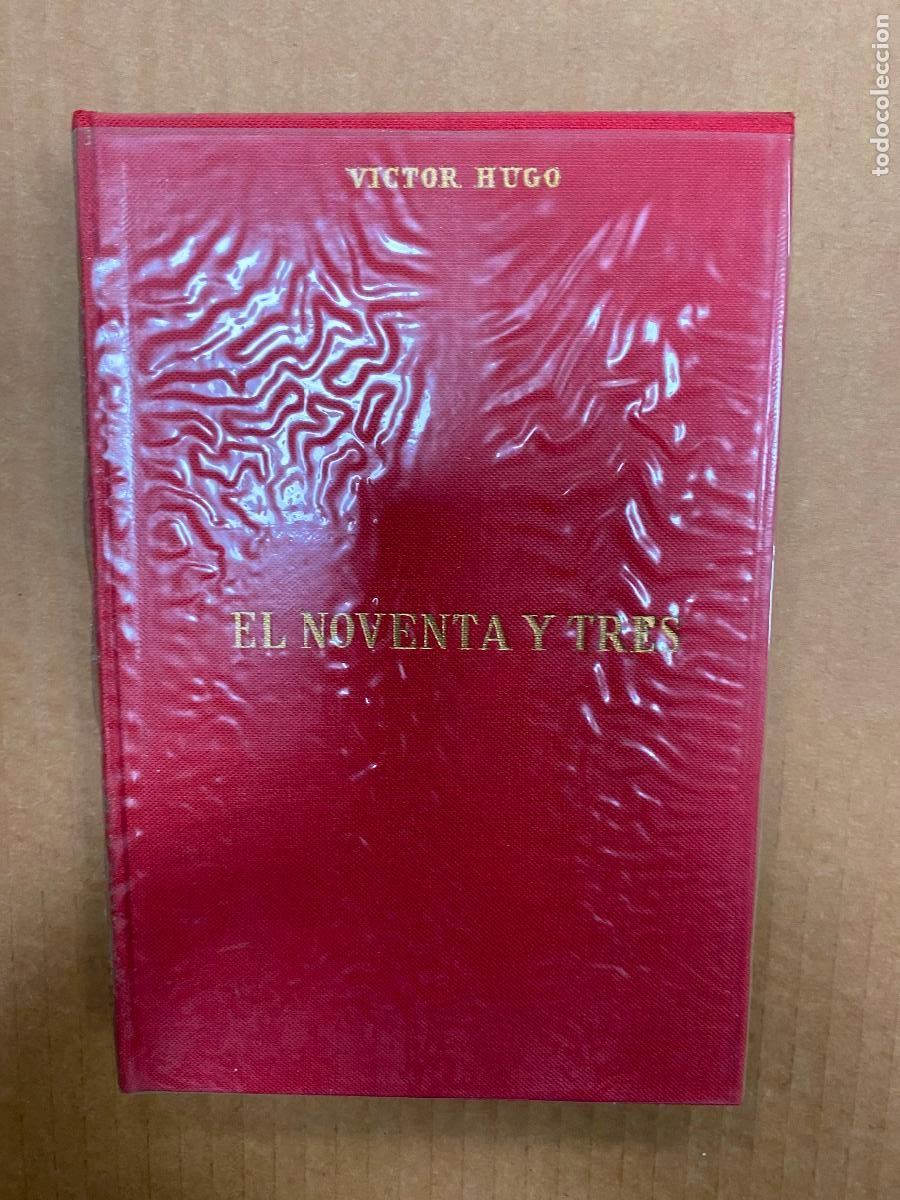 VICTOR HUGO
EL NOVENTA Y TRES
todocoleccion